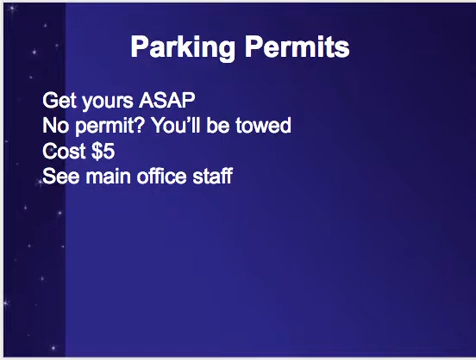 Parking Permits
Get yours ASAP
No permit? You'll be towed
Cost $5
See main office staff